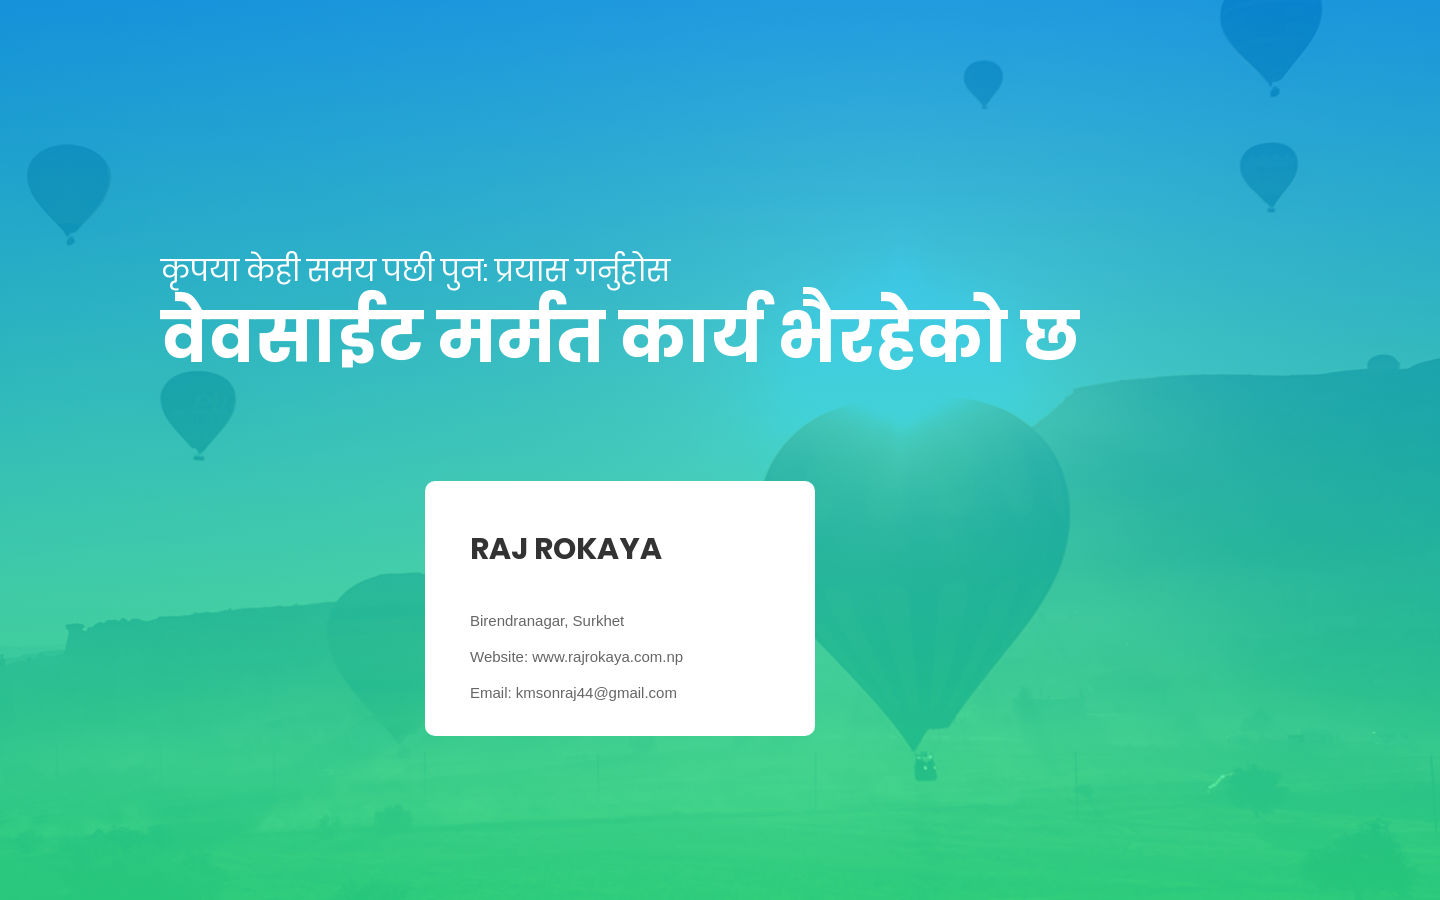 कृपया केही समय पछी पुन: प्रयास गर्नुहोस
वेवसाईट मर्मत कार्य भैरहेको छ
RAJ ROKAYA
Birendranagar, Surkhet
Website: www.rajrokaya.com.np
Email: kmsonraj44@gmail.com